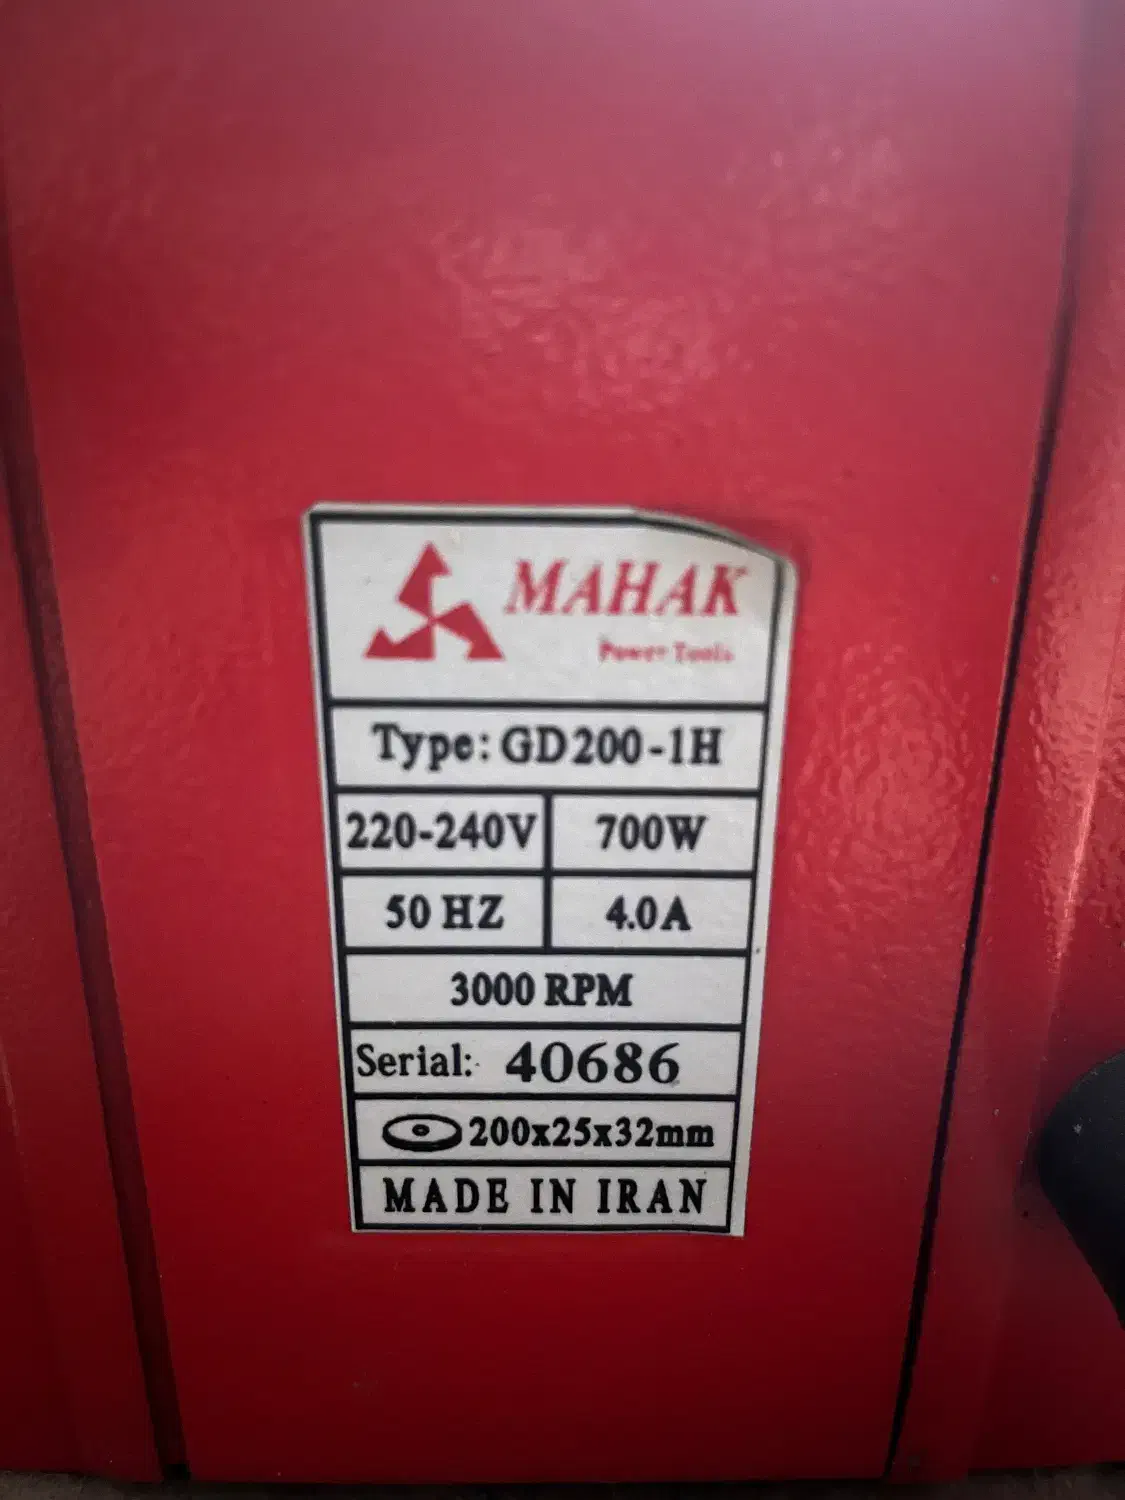 MAHAK
Power Tools
Type: GD200-1H
220-240V 700W
50 HZ 4.0A
3000 RPM
Serial: 40686
200x25x32mm
MADE IN IRAN